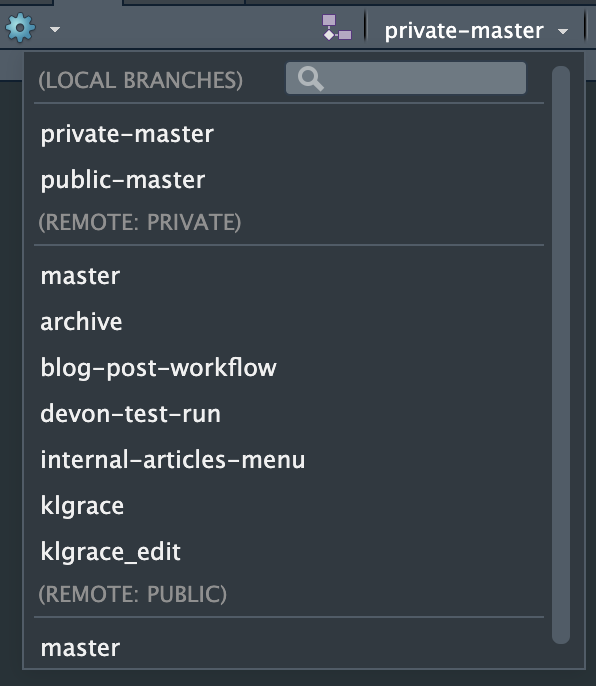 private-master
(LOCAL BRANCHES)
private-master
public-master
(REMOTE: PRIVATE)
master
archive
blog-post-workflow
devon-test-run
internal-articles-menu
klgrace
klgrace_edit
(REMOTE: PUBLIC)
master